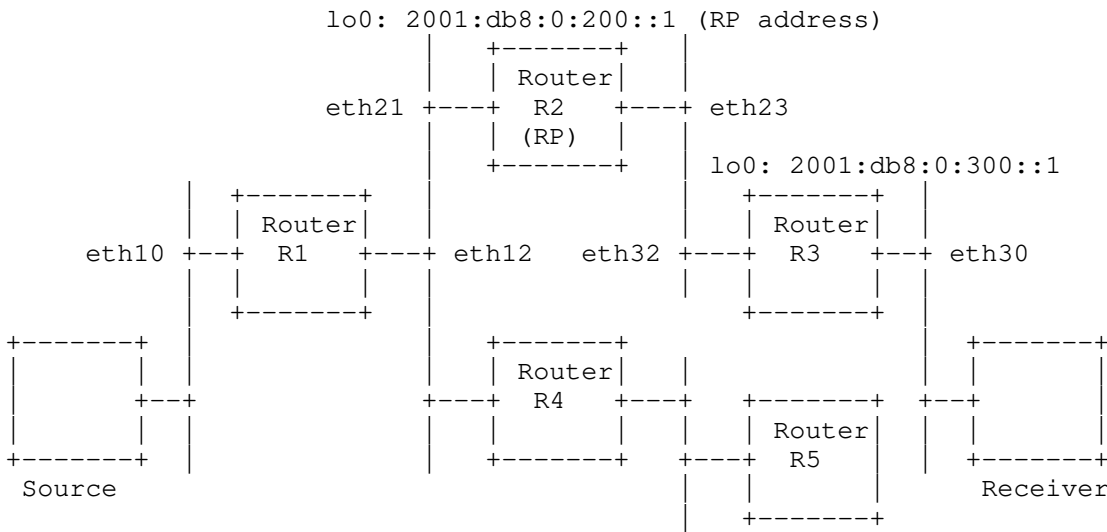 lo0: 2001:db8:0:200::1 (RP address)
Router
eth21 R2 eth23
(RP)
lo0: 2001:db8:0:300::1
Router Router
eth10 R1 eth12 eth32 R3 eth30
Router
R4
Router
R5
Source Receiver